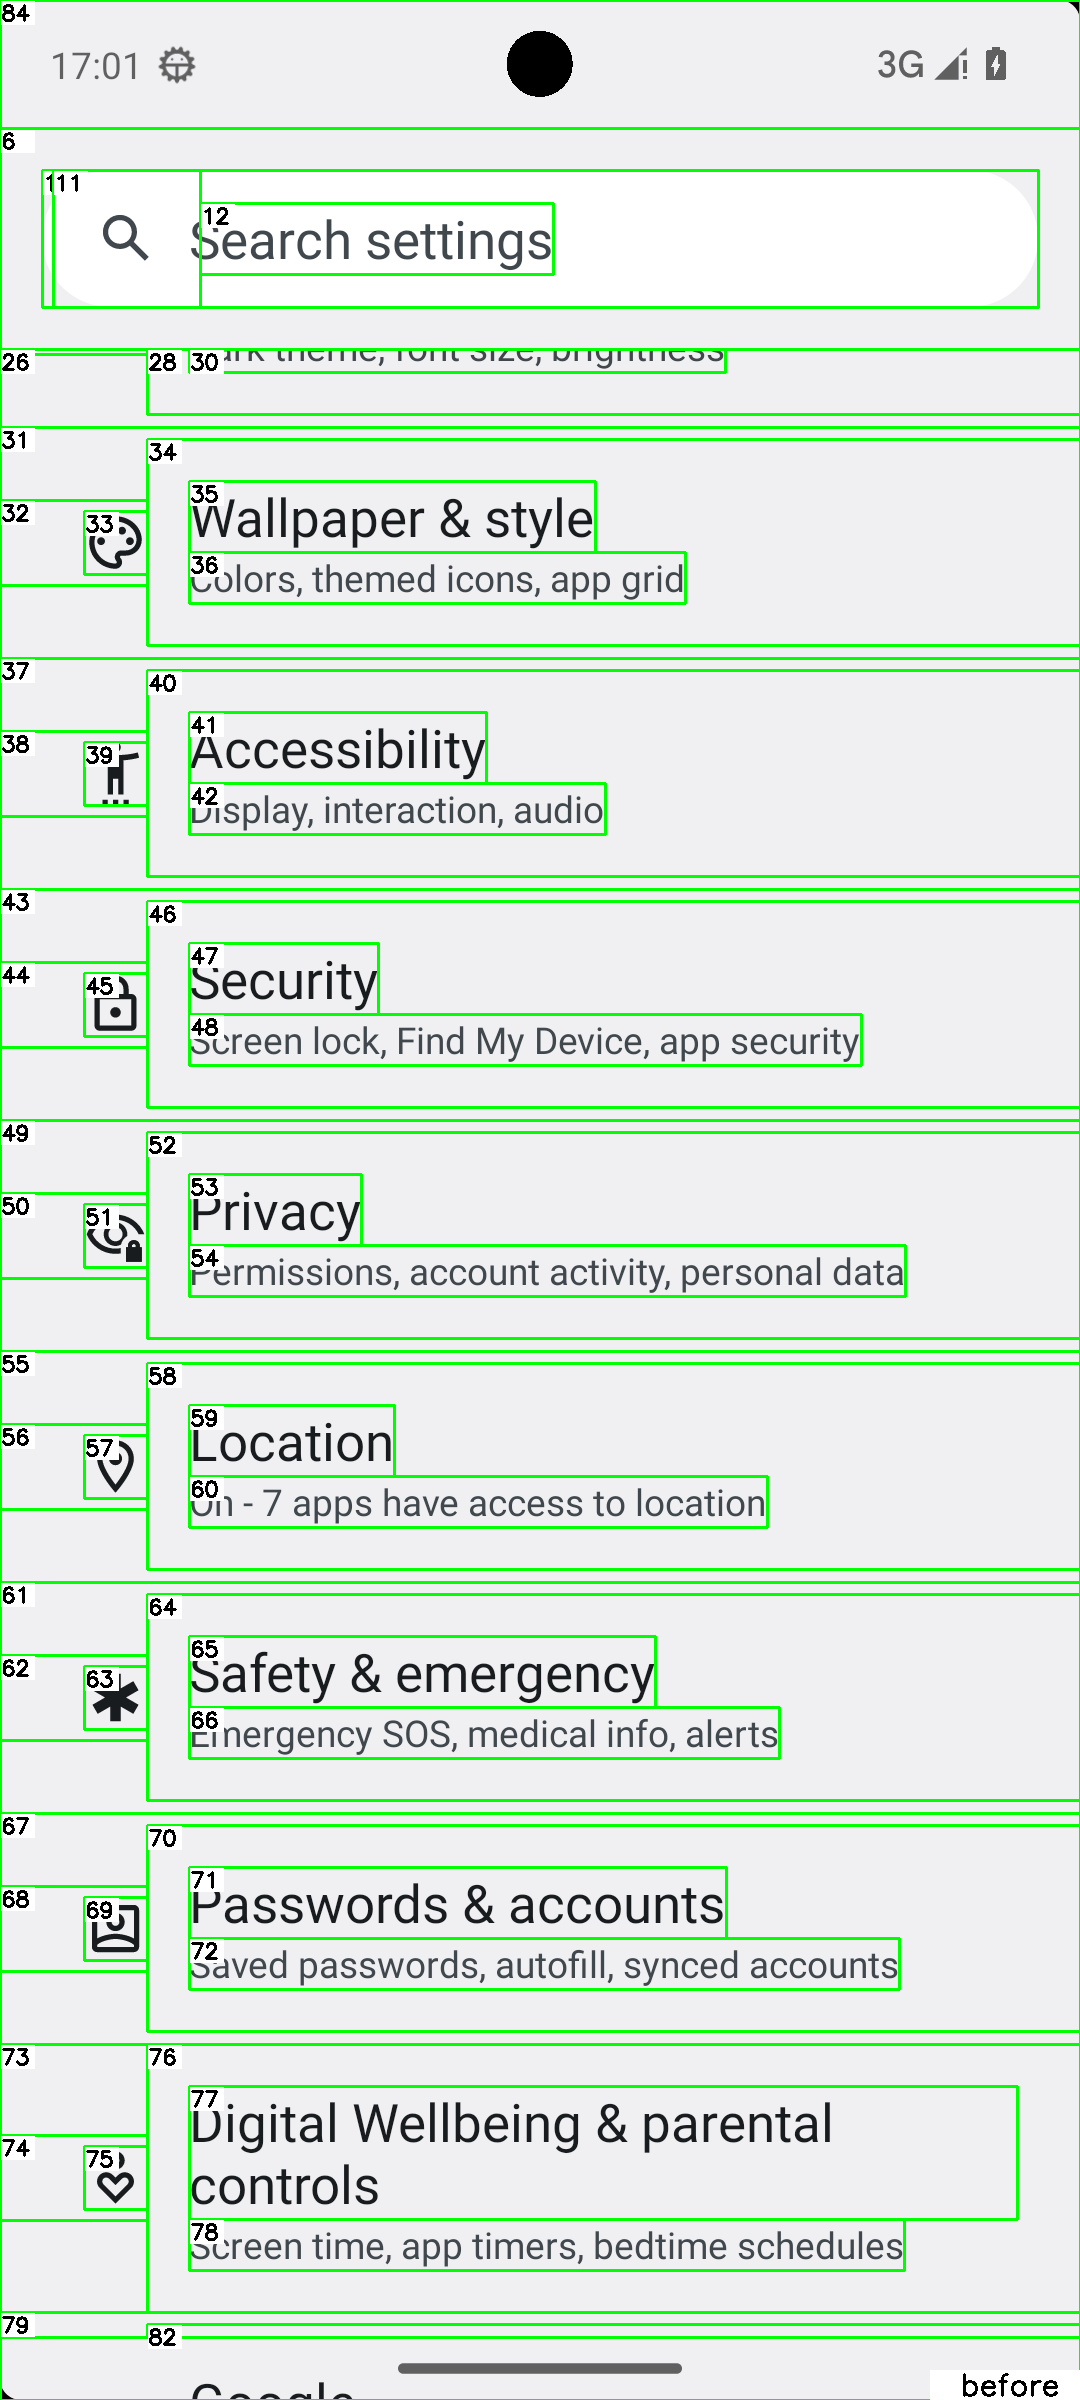 84
17:01
3G
6
111
12
Search settings
26
28
30
ark theme, font size, brightness
31
34
35
Wallpaper & style
32
33
36
Colors, themed icons, app grid
37
40
41
Accessibility
38
39
42
Display, interaction, audio
43
46
47
Security
44
45
48
Screen lock, Find My Device, app security
49
52
53
Privacy
50
51
54
Permissions, account activity, personal data
55
58
59
Location
56
57
60
On - 7 apps have access to location
61
64
65
Safety & emergency
62
63
66
Emergency SOS, medical info, alerts
67
70
71
Passwords & accounts
68
69
72
Saved passwords, autofill, synced accounts
73
76
77
Digital Wellbeing & parental
controls
74
75
78
Screen time, app timers, bedtime schedules
79
82
Google
before